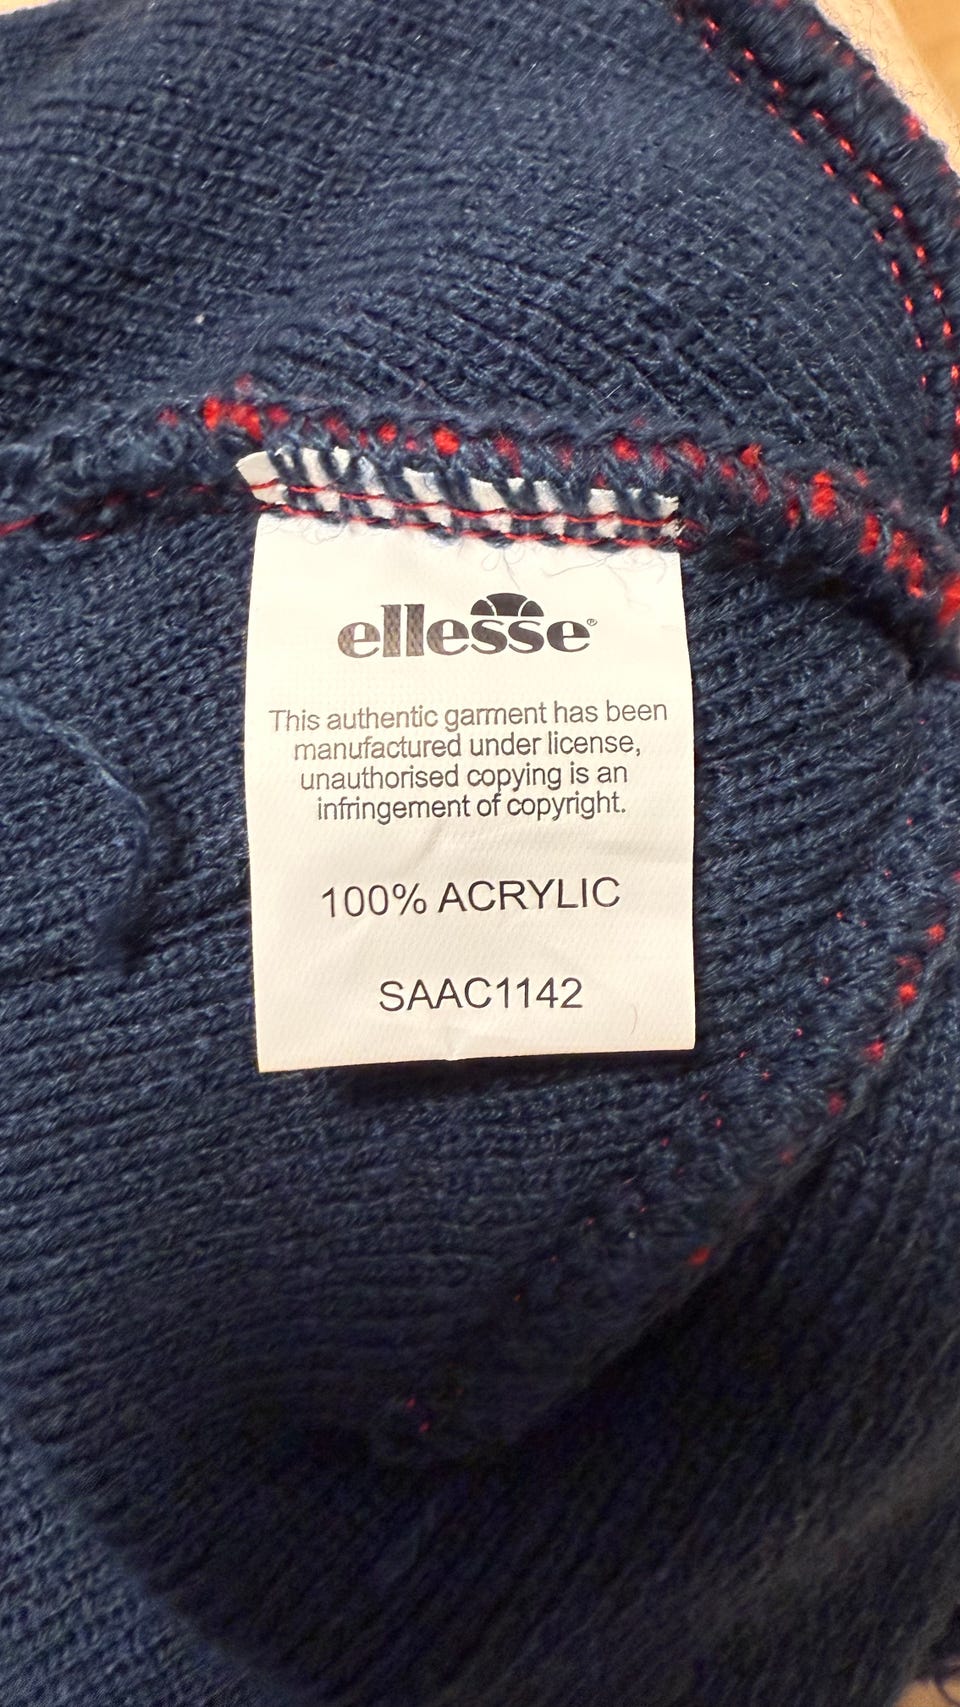 ellesse®
This authentic garment has been
manufactured under license,
unauthorised copying is an
infringement of copyright.
100% ACRYLIC
SAAC1142